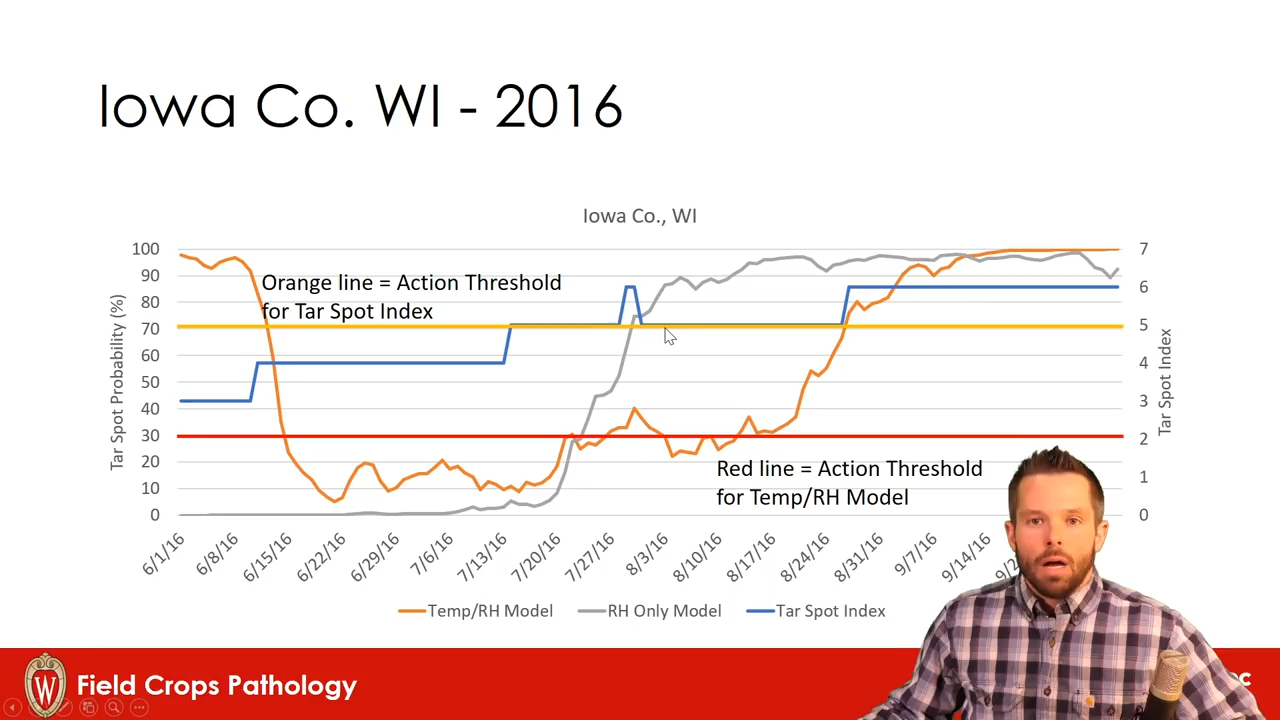 Iowa Co. WI - 2016
Iowa Co., WI
100
90
80
70
60
50
40
30
20
10
0
Tar Spot Probability (%)
7
6
5
4
3
2
1
0
Tar Spot Index
Orange line = Action Threshold
for Tar Spot Index
Red line = Action Threshold
for Temp/RH Model
6/1/16
6/8/16
6/15/16
6/22/16
6/29/16
7/6/16
7/13/16
7/20/16
7/27/16
8/3/16
8/10/16
8/17/16
8/24/16
8/31/16
9/7/16
9/14/16
Temp/RH Model
RH Only Model
Tar Spot Index
W
Field Crops Pathology